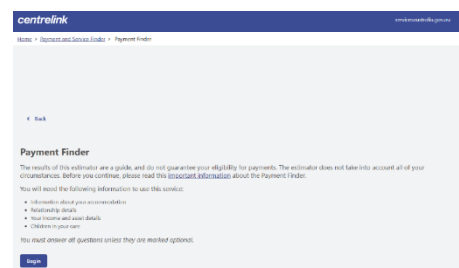 centrelink
servicesaustralia.gov.au
Home > Payment and Service Finder > Payment Finder
< Back
Payment Finder
The results of this estimator are a guide, and do not guarantee your eligibility for payments. The estimator does not take into account all of your
circumstances. Before you continue, please read this important information about the Payment Finder.
You will need the following information to use this service:
• Information about your accommodation
• Relationship details
• Your income and asset details
• Children in your care
You must answer all questions unless they are marked optional.
Begin